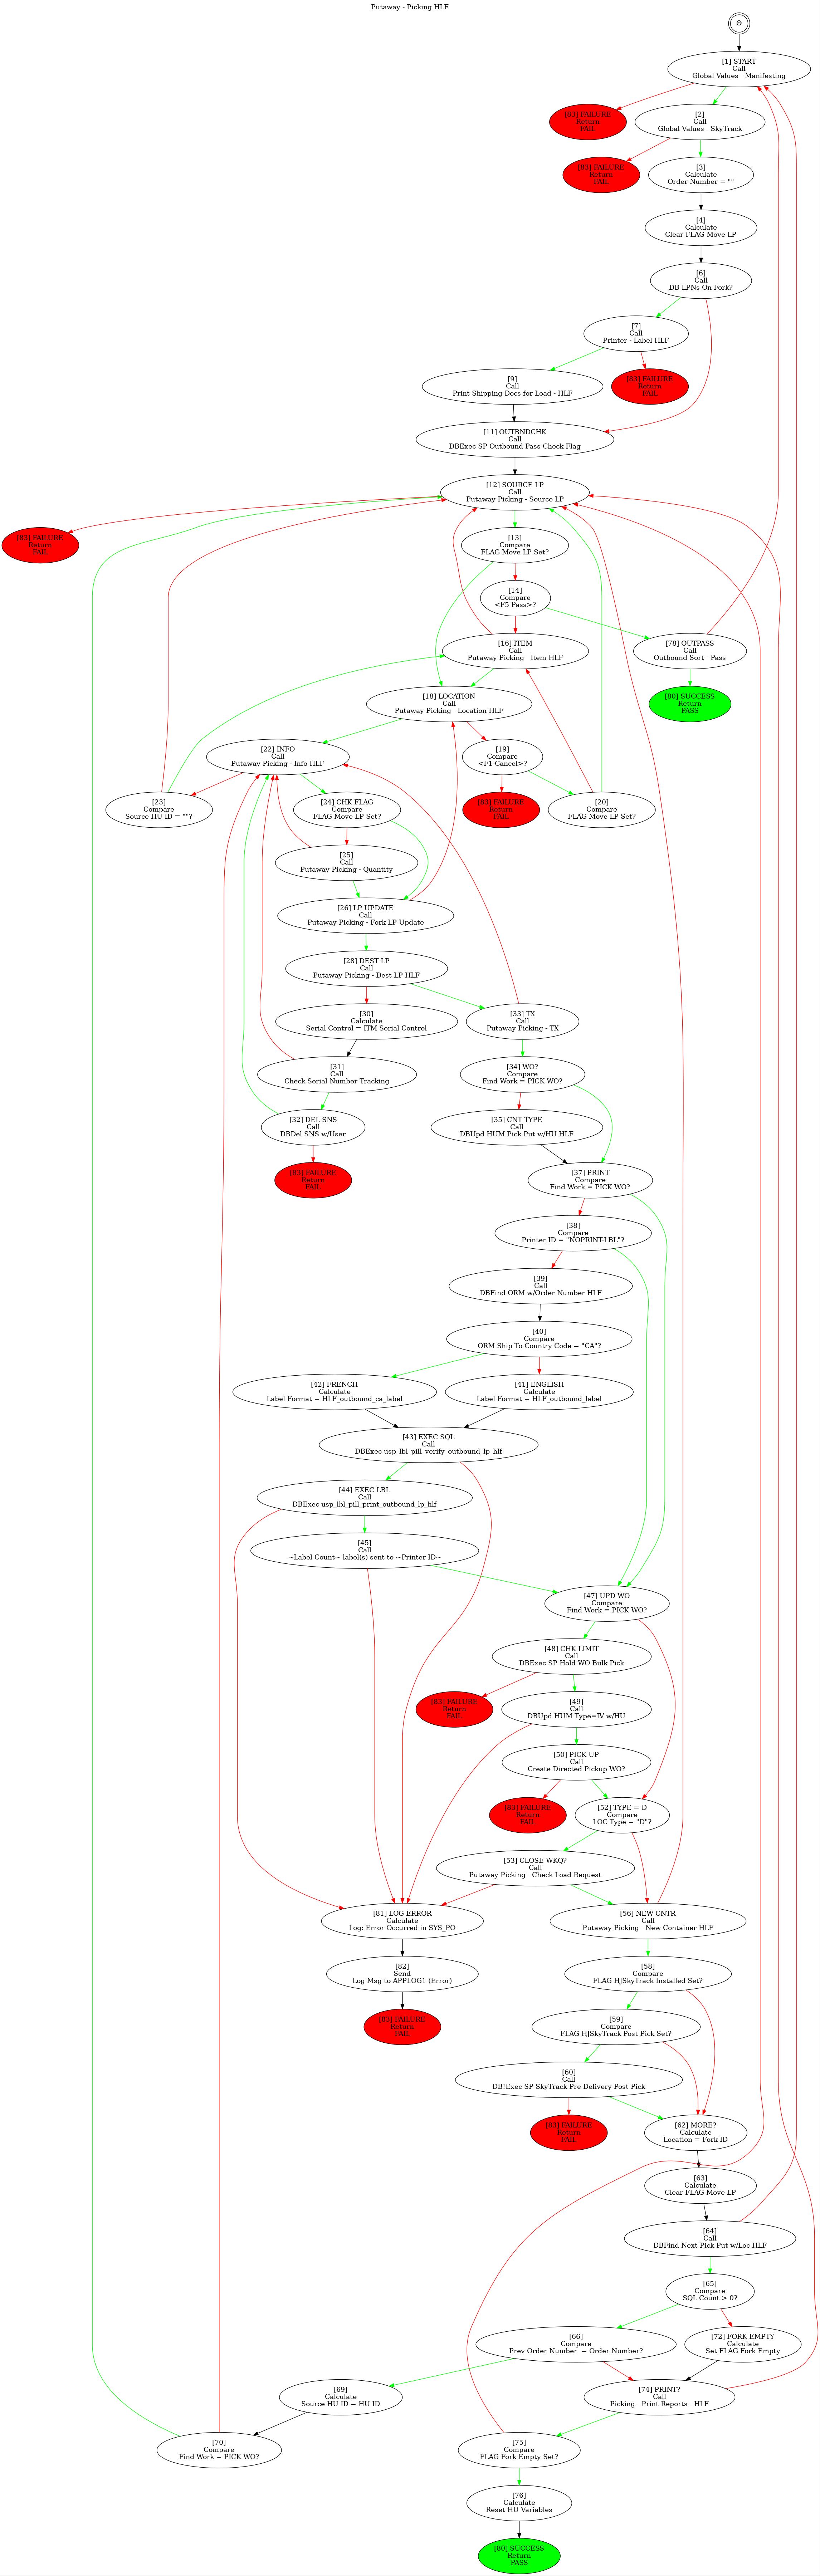 Putaway - Picking HLF
Θ
[1] START
Call
Global Values - Manifesting
[83] FAILURE
Return
FAIL
[2]
Call
Global Values - SkyTrack
[83] FAILURE
Return
FAIL
[3]
Calculate
Order Number = ""
[4]
Calculate
Clear FLAG Move LP
[6]
Call
DB LPNs On Fork?
[7]
Call
Printer - Label HLF
[83] FAILURE
Return
FAIL
[9]
Call
Print Shipping Docs for Load - HLF
[11] OUTBNDCHK
Call
DBExec SP Outbound Pass Check Flag
[12] SOURCE LP
Call
Putaway Picking - Source LP
[83] FAILURE
Return
FAIL
[13]
Compare
FLAG Move LP Set?
[14]
Compare
<F5-Pass>?
[16] ITEM
Call
Putaway Picking - Item HLF
[78] OUTPASS
Call
Outbound Sort - Pass
[80] SUCCESS
Return
PASS
[18] LOCATION
Call
Putaway Picking - Location HLF
[22] INFO
Call
Putaway Picking - Info HLF
[19]
Compare
<F1-Cancel>?
[23]
Compare
Source HU ID = ""?
[24] CHK FLAG
Compare
FLAG Move LP Set?
[83] FAILURE
Return
FAIL
[20]
Compare
FLAG Move LP Set?
[25]
Call
Putaway Picking - Quantity
[26] LP UPDATE
Call
Putaway Picking - Fork LP Update
[28] DEST LP
Call
Putaway Picking - Dest LP HLF
[30]
Calculate
Serial Control = ITM Serial Control
[33] TX
Call
Putaway Picking - TX
[31]
Call
Check Serial Number Tracking
[34] WO?
Compare
Find Work = PICK WO?
[32] DEL SNS
Call
DBDel SNS w/User
[35] CNT TYPE
Call
DBUpd HUM Pick Put w/HU HLF
[83] FAILURE
Return
FAIL
[37] PRINT
Compare
Find Work = PICK WO?
[38]
Compare
Printer ID = "NOPRINT-LBL"?
[39]
Call
DBFind ORM w/Order Number HLF
[40]
Compare
ORM Ship To Country Code = "CA"?
[42] FRENCH
Calculate
Label Format = HLF_outbound_ca_label
[41] ENGLISH
Calculate
Label Format = HLF_outbound_label
[43] EXEC SQL
Call
DBExec usp_lbl_pill_verify_outbound_lp_hlf
[44] EXEC LBL
Call
DBExec usp_lbl_pill_print_outbound_lp_hlf
[45]
Call
~Label Count~ label(s) sent to ~Printer ID~
[47] UPD WO
Compare
Find Work = PICK WO?
[48] CHK LIMIT
Call
DBExec SP Hold WO Bulk Pick
[83] FAILURE
Return
FAIL
[49]
Call
DBUpd HUM Type=IV w/HU
[50] PICK UP
Call
Create Directed Pickup WO?
[83] FAILURE
Return
FAIL
[52] TYPE = D
Compare
LOC Type = "D"?
[53] CLOSE WKQ?
Call
Putaway Picking - Check Load Request
[81] LOG ERROR
Calculate
Log: Error Occurred in SYS_PO
[56] NEW CNTR
Call
Putaway Picking - New Container HLF
[82]
Send
Log Msg to APPLOG1 (Error)
[58]
Compare
FLAG HJSkyTrack Installed Set?
[83] FAILURE
Return
FAIL
[59]
Compare
FLAG HJSkyTrack Post Pick Set?
[60]
Call
DB!Exec SP SkyTrack Pre-Delivery Post-Pick
[83] FAILURE
Return
FAIL
[62] MORE?
Calculate
Location = Fork ID
[63]
Calculate
Clear FLAG Move LP
[64]
Call
DBFind Next Pick Put w/Loc HLF
[65]
Compare
SQL Count > 0?
[66]
Compare
Prev Order Number  = Order Number?
[72] FORK EMPTY
Calculate
Set FLAG Fork Empty
[69]
Calculate
Source HU ID = HU ID
[74] PRINT?
Call
Picking - Print Reports - HLF
[70]
Compare
Find Work = PICK WO?
[75]
Compare
FLAG Fork Empty Set?
[76]
Calculate
Reset HU Variables
[80] SUCCESS
Return
PASS